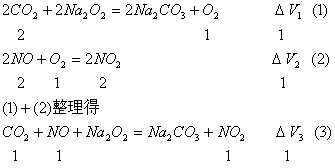 2CO₂+2Na₂O₂=2Na₂CO₃+O₂ ΔV₁ (1)
2 1 1
2NO+O₂=2NO₂ ΔV₂ (2)
2 1 2 1
(1)+(2)整理得
CO₂+NO+Na₂O₂=Na₂CO₃+NO₂ ΔV₃ (3)
1 1 1 1